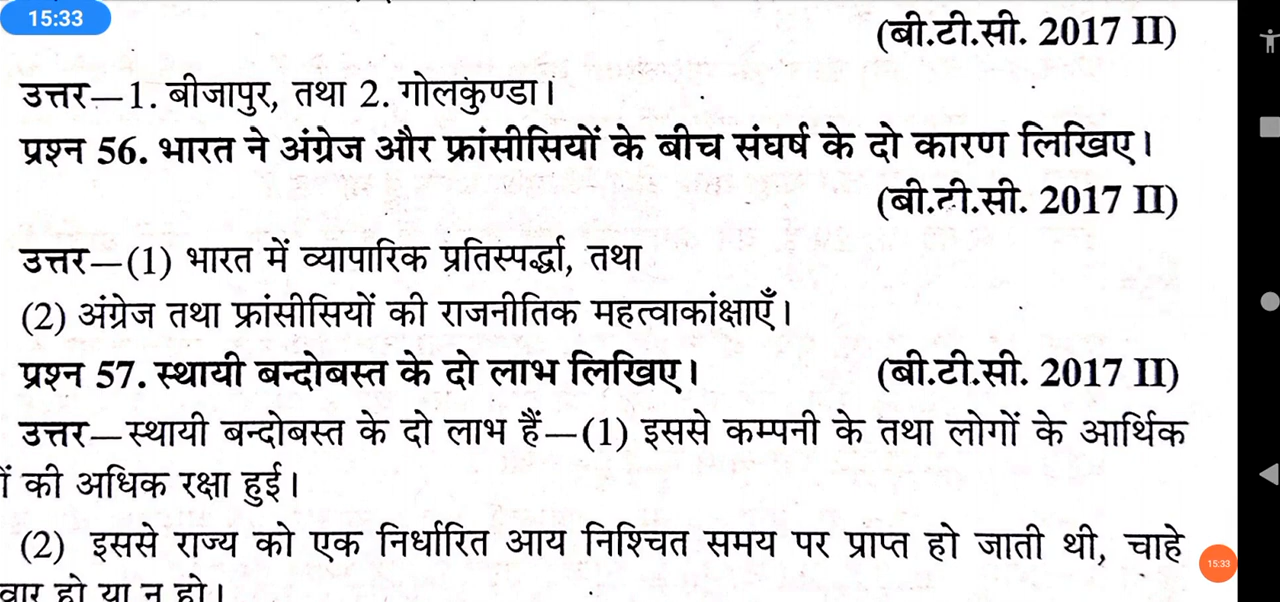 15:33
(बी.टी.सी. 2017 II)
उत्तर—1. बीजापुर, तथा 2. गोलकुण्डा।
प्रश्न 56. भारत ने अंग्रेज और फ्रांसीसियों के बीच संघर्ष के दो कारण लिखिए।
(बी.टी.सी. 2017 II)
उत्तर—(1) भारत में व्यापारिक प्रतिस्पर्द्धा, तथा
(2) अंग्रेज तथा फ्रांसीसियों की राजनीतिक महत्वाकांक्षाएँ।
प्रश्न 57. स्थायी बन्दोबस्त के दो लाभ लिखिए। (बी.टी.सी. 2017 II)
उत्तर—स्थायी बन्दोबस्त के दो लाभ हैं—(1) इससे कम्पनी के तथा लोगों के आर्थिक
की अधिक रक्षा हुई।
(2) इससे राज्य को एक निर्धारित आय निश्चित समय पर प्राप्त हो जाती थी, चाहे
15:33
हो या न हो।